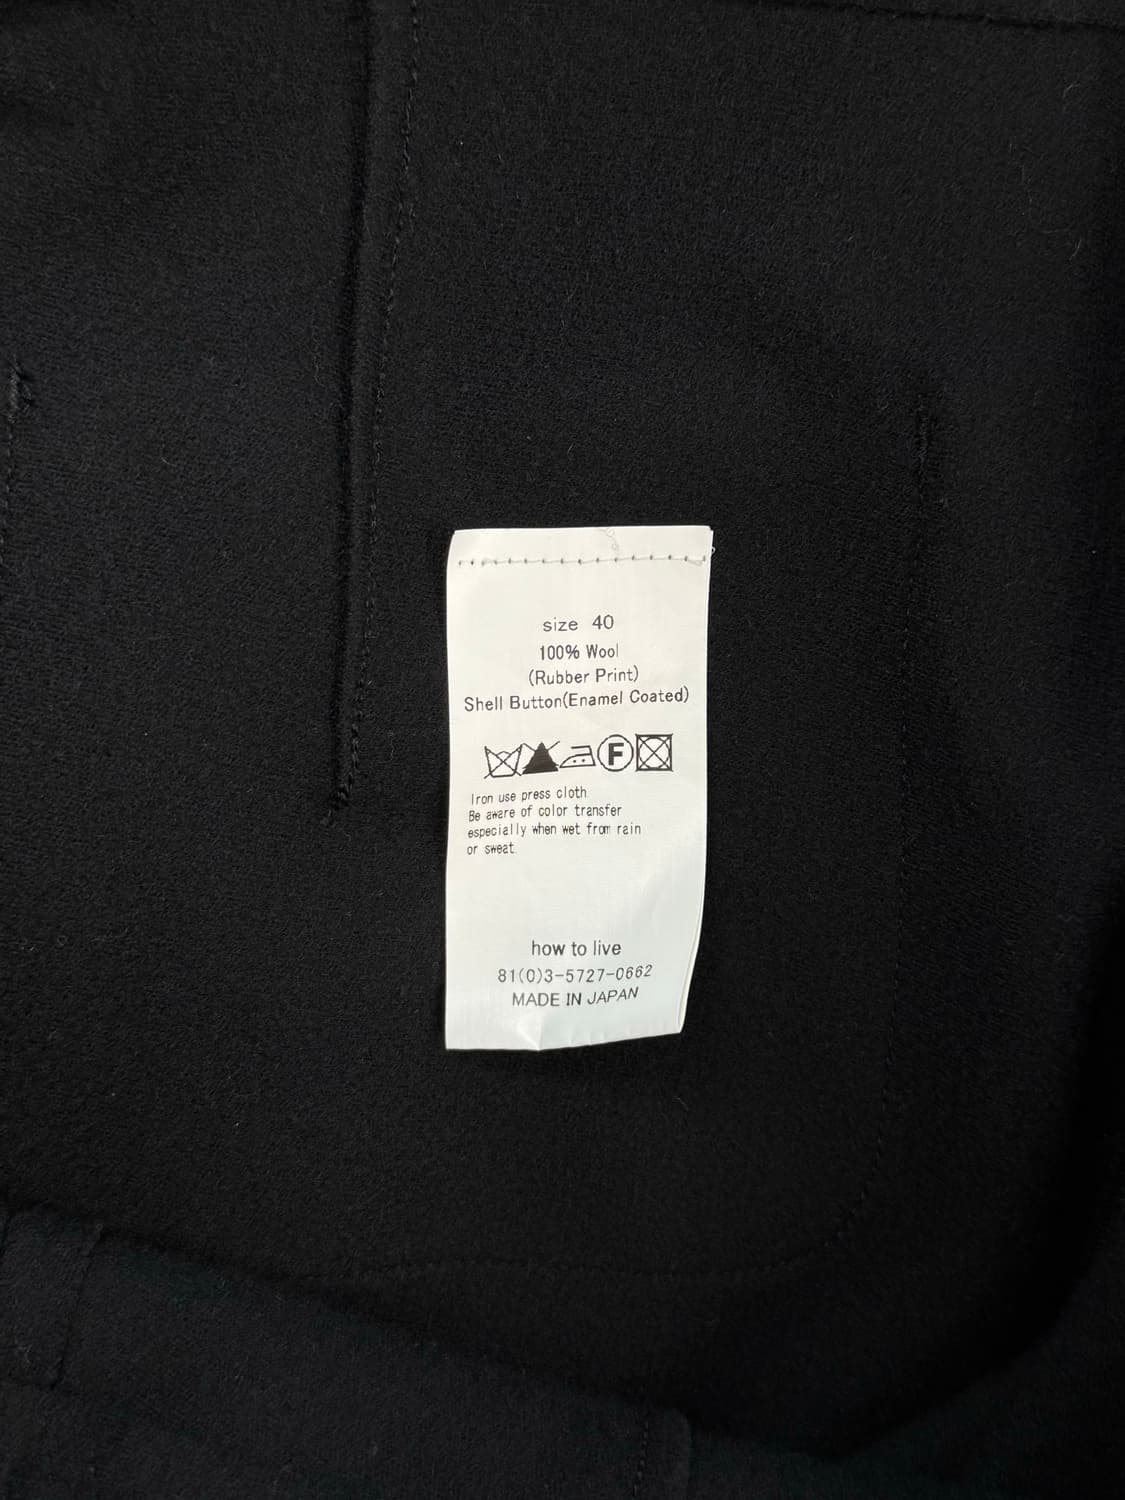 size 40
100% Wool
(Rubber Print)
Shell Button(Enamel Coated)
F
Iron use press cloth.
Be aware of color transfer
especially when wet from rain
or sweat.
how to live
81(0)3-5727-0662
MADE IN JAPAN